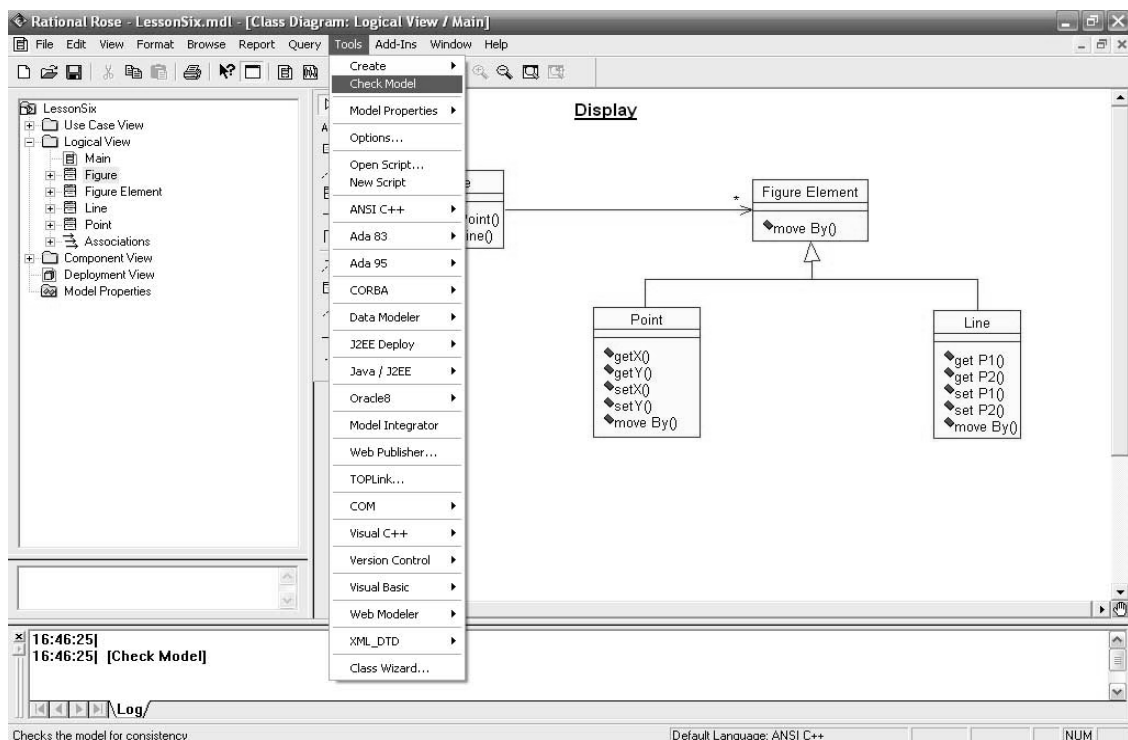 Rational Rose - LessonSix.mdl - [Class Diagram: Logical View / Main]
File Edit View Format Browse Report Query Tools Add-Ins Window Help
LessonSix
Use Case View
Logical View
Main
Figure
Figure Element
Line
Point
Associations
Component View
Deployment View
Model Properties
Create
Check Model
Model Properties
Options...
Open Script...
New Script
ANSI C++
Ada 83
Ada 95
CORBA
Data Modeler
J2EE Deploy
Java / J2EE
Oracle8
Model Integrator
Web Publisher...
TOPLink...
COM
Visual C++
Version Control
Visual Basic
Web Modeler
XML_DTD
Class Wizard...
Display
Point()
ine()
*
Figure Element
move By()
Point
getX()
getY()
setX()
setY()
move By()
Line
get P1()
get P2()
set P1()
set P2()
move By()
16:46:25|
16:46:25| [Check Model]
Log
Checks the model for consistency
Default Language: ANSI C++
NUM